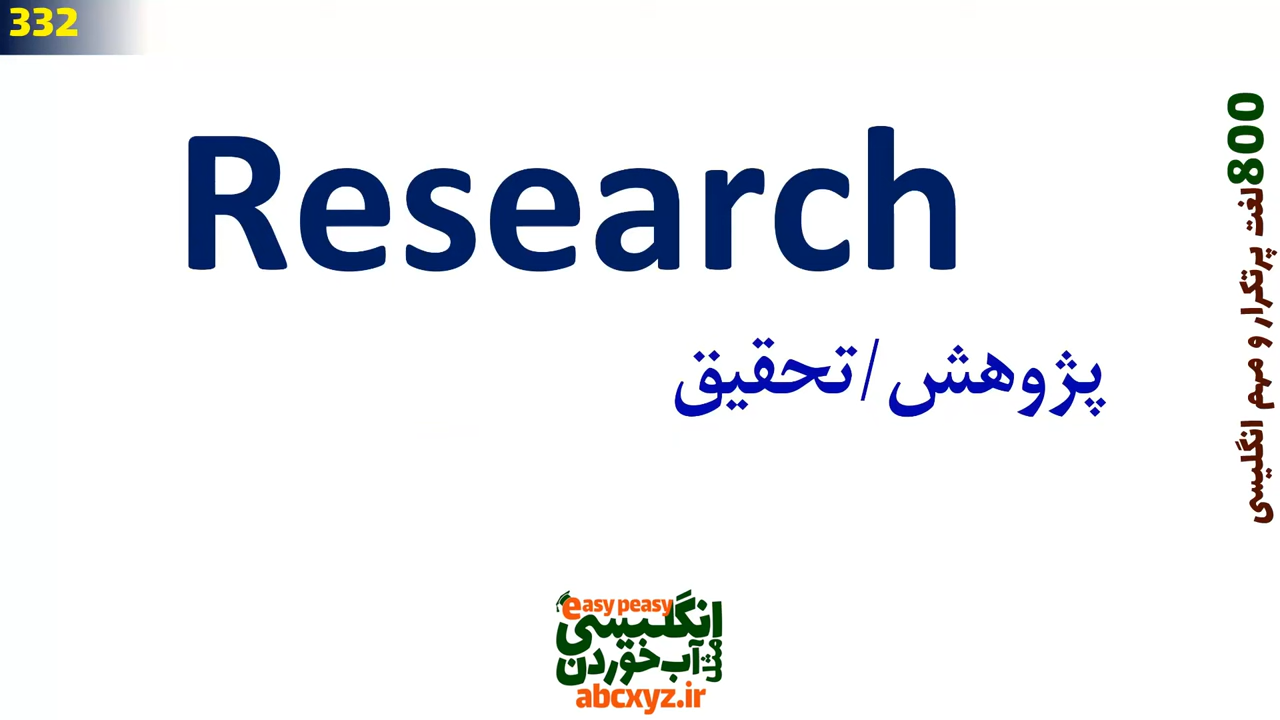 332
Research
پژوهش/تحقیق
800 لغت پرتکرار و مهم انگلیسی
easy peasy
انگلیسی
مثل آب خوردن
abcxyz.ir